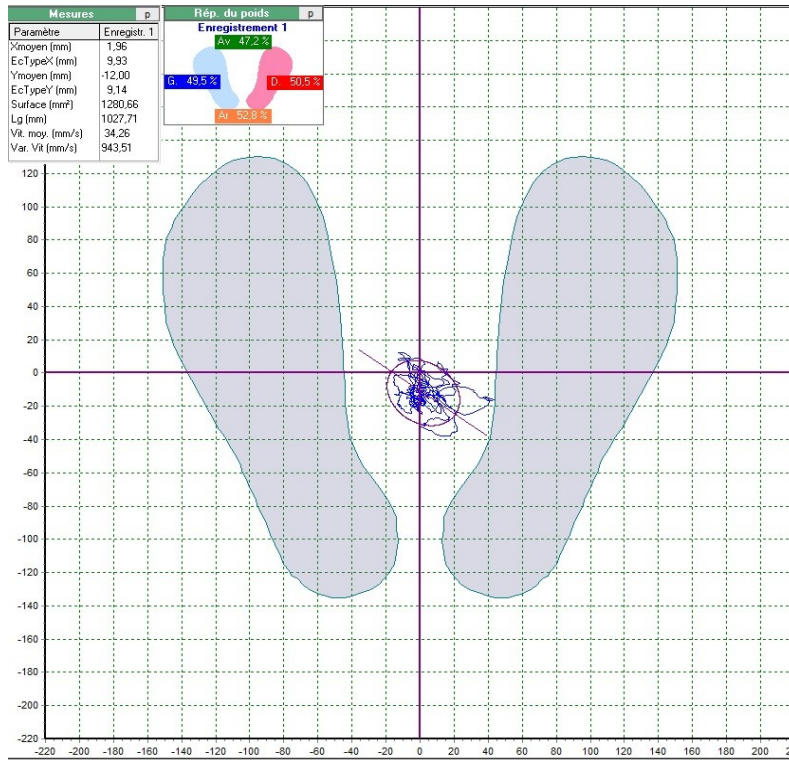 Mesures p
Paramètre Enregistr. 1
Xmoyen (mm) 1,96
EcTypeX (mm) 9,93
Ymoyen (mm) -12,00
EcTypeY (mm) 9,14
Surface (mm²) 1280,66
Lg (mm) 1027,71
Vit. moy. (mm/s) 34,26
Var. Vit (mm/s) 943,51
Rép. du poids p
Enregistrement 1
Av 47,2 %
G. 49,5 %
D. 50,5 %
Ar 52,8 %
120
100
80
60
40
20
0
-20
-40
-60
-80
-100
-120
-140
-160
-180
-200
-220
-220 -200 -180 -160 -140 -120 -100 -80 -60 -40 -20 0 20 40 60 80 100 120 140 160 180 200